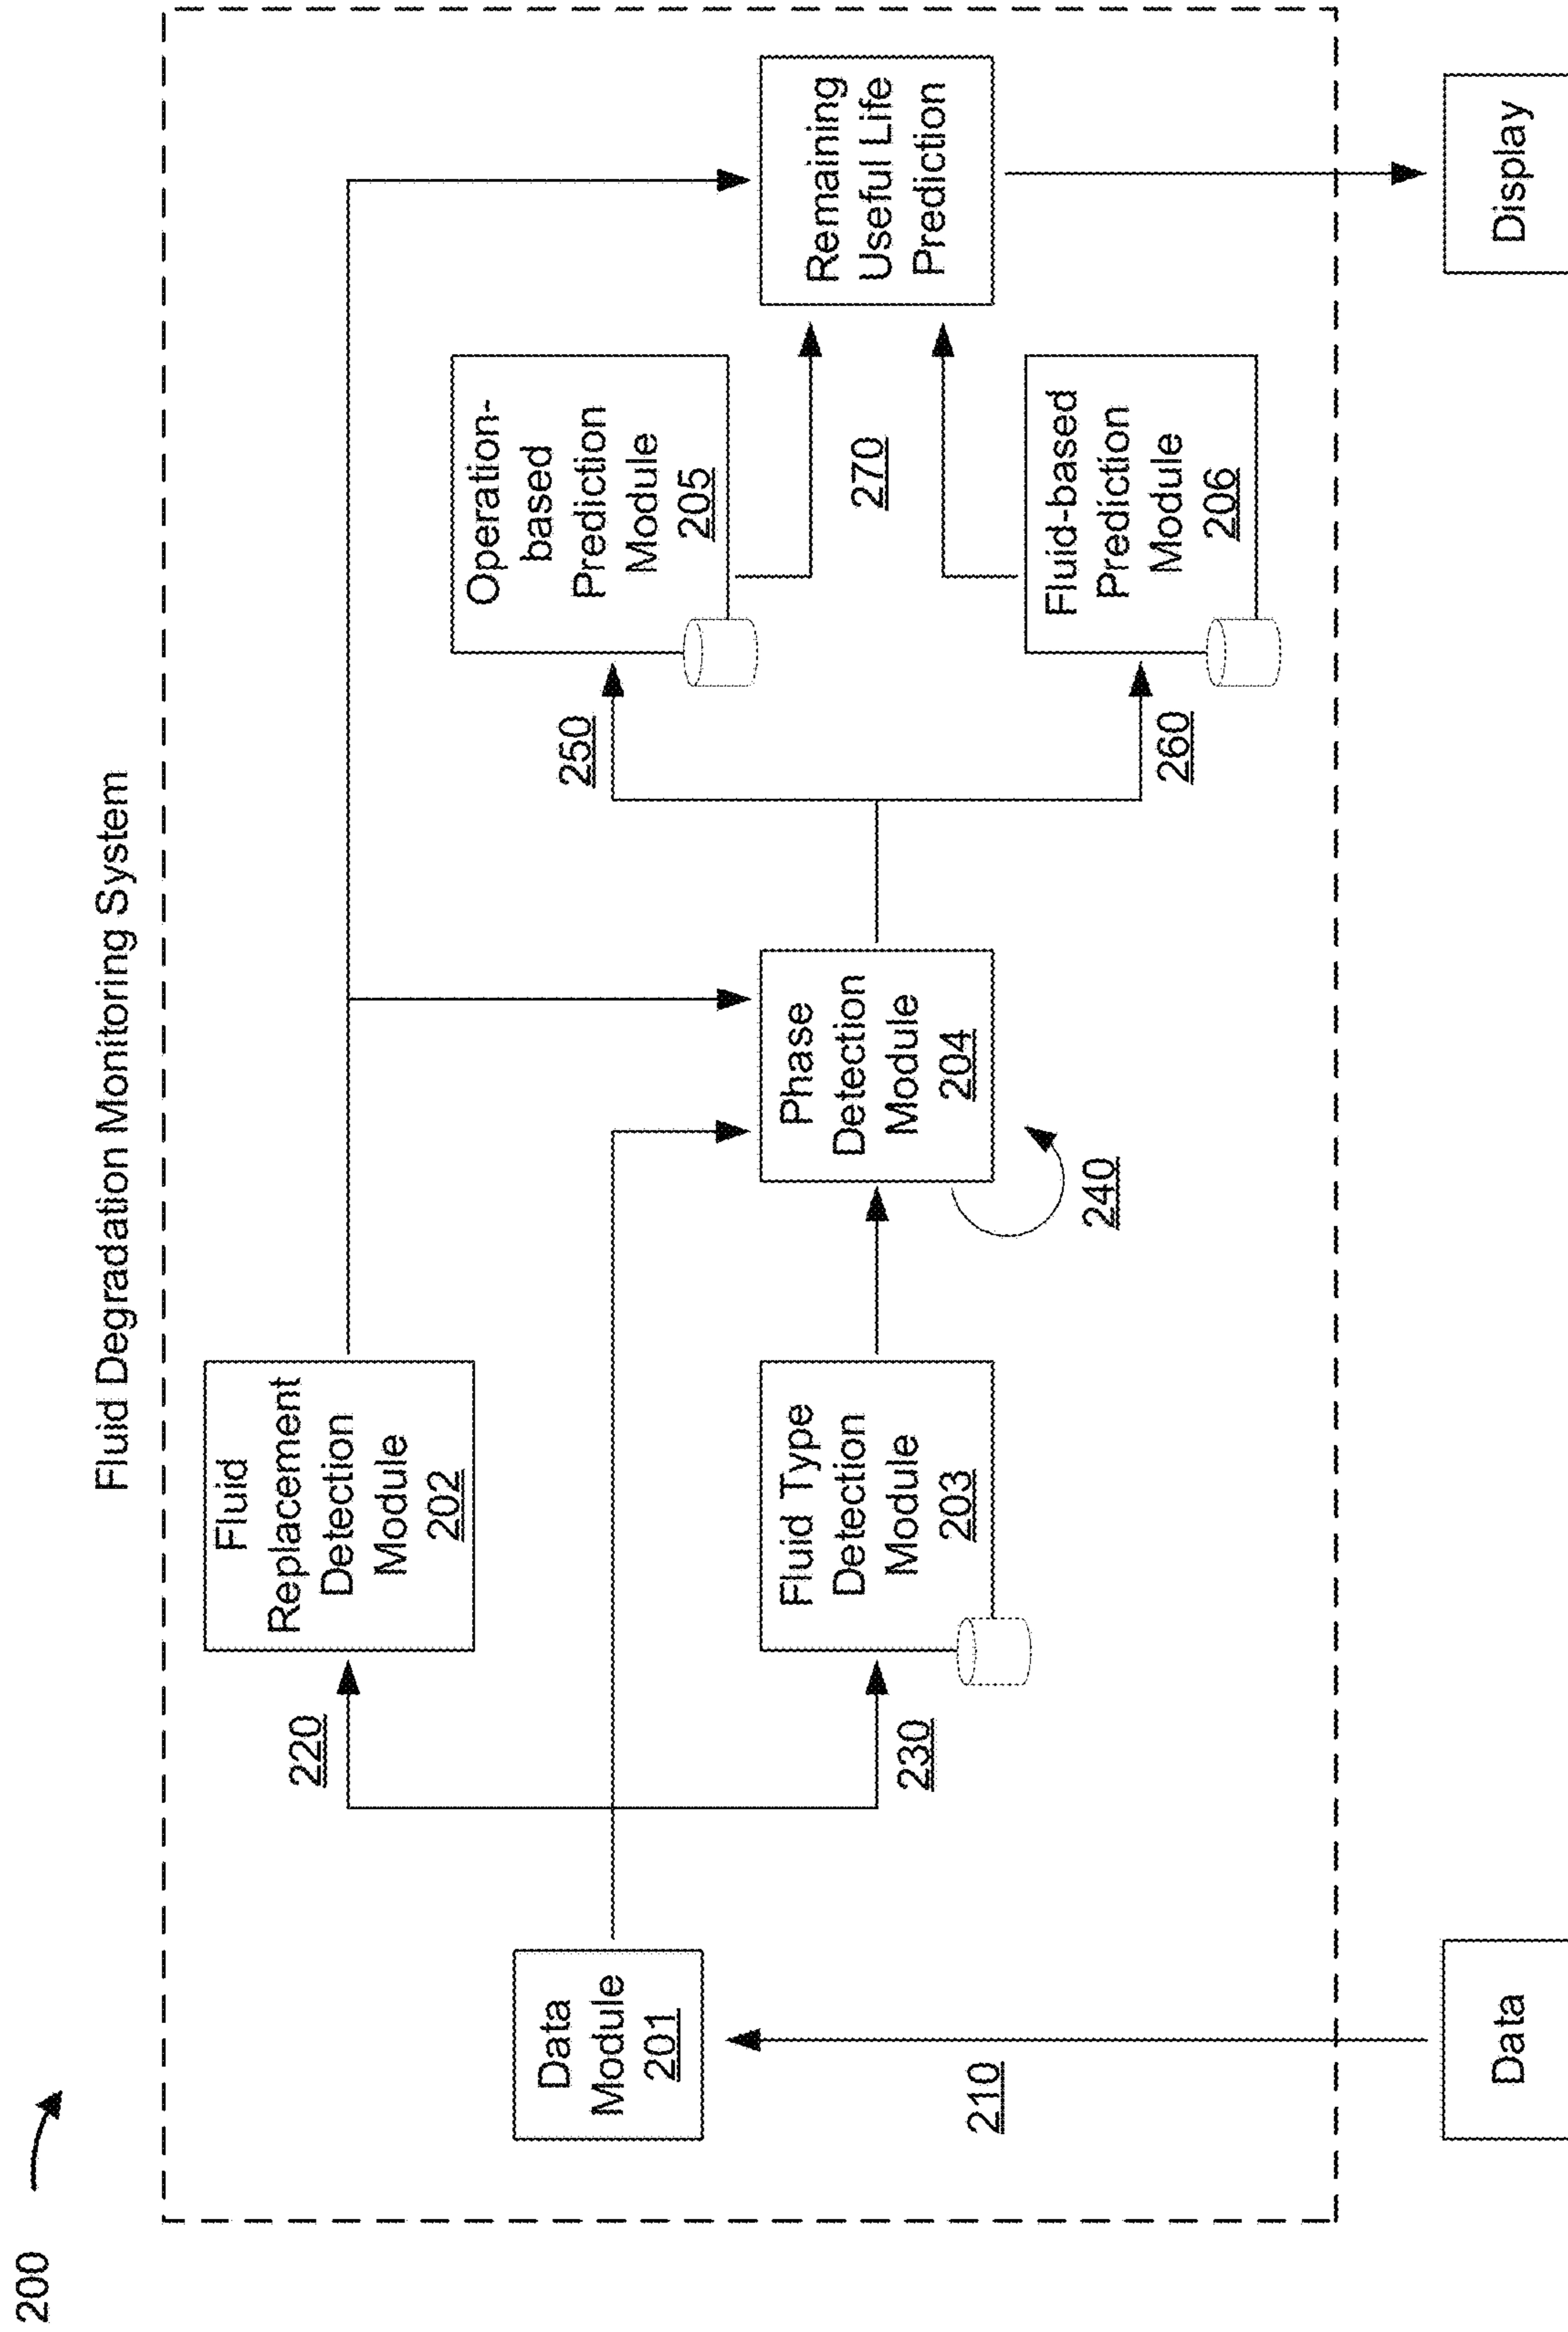 200
Fluid Degradation Monitoring System
220
Fluid
Replacement
Detection
Module
202
Data
Module
201
210
230
Fluid Type
Detection
Module
203
Phase
Detection
Module
204
240
250
Operation-
based
Prediction
Module
205
260
Fluid-based
Prediction
Module
206
270
Remaining
Useful Life
Prediction
Data
Display